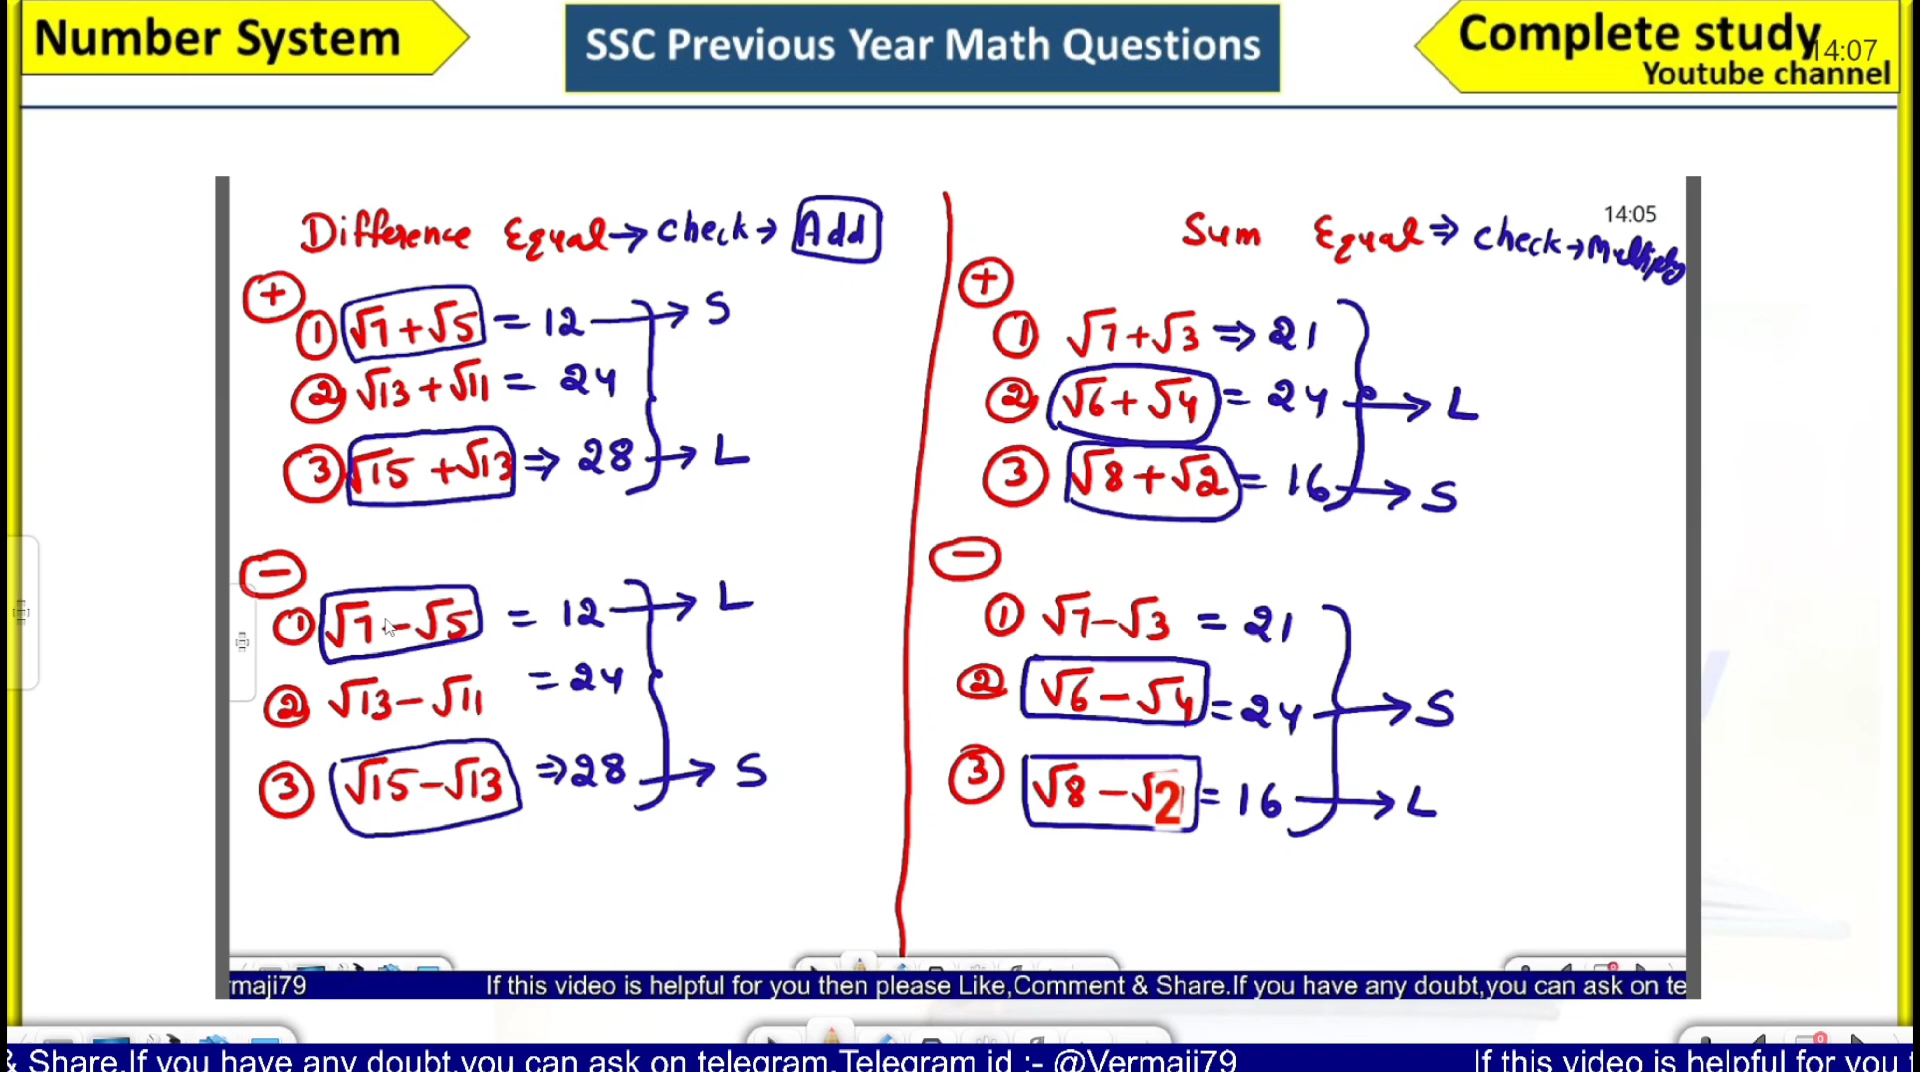 Number System
SSC Previous Year Math Questions
Complete study
14:07
Youtube channel
Difference Equal → check → Add
+
① √7 + √5 = 12 → S
② √13 + √11 = 24
③ √15 + √13 ⇒ 28 → L
−
① √7 − √5 = 12 → L
② √13 − √11 = 24
③ √15 − √13 ⇒ 28 → S
14:05
Sum Equal ⇒ check → Multiply
+
① √7 + √3 ⇒ 21
② √6 + √4 = 24 → L
③ √8 + √2 = 16 → S
−
① √7 − √3 = 21
② √6 − √4 = 24 → S
③ √8 − √2 = 16 → L
rmaji79 If this video is helpful for you then please Like,Comment & Share.If you have any doubt,you can ask on te
& Share.If you have any doubt,you can ask on telegram.Telegram id :- @Vermaji79 If this video is helpful for you